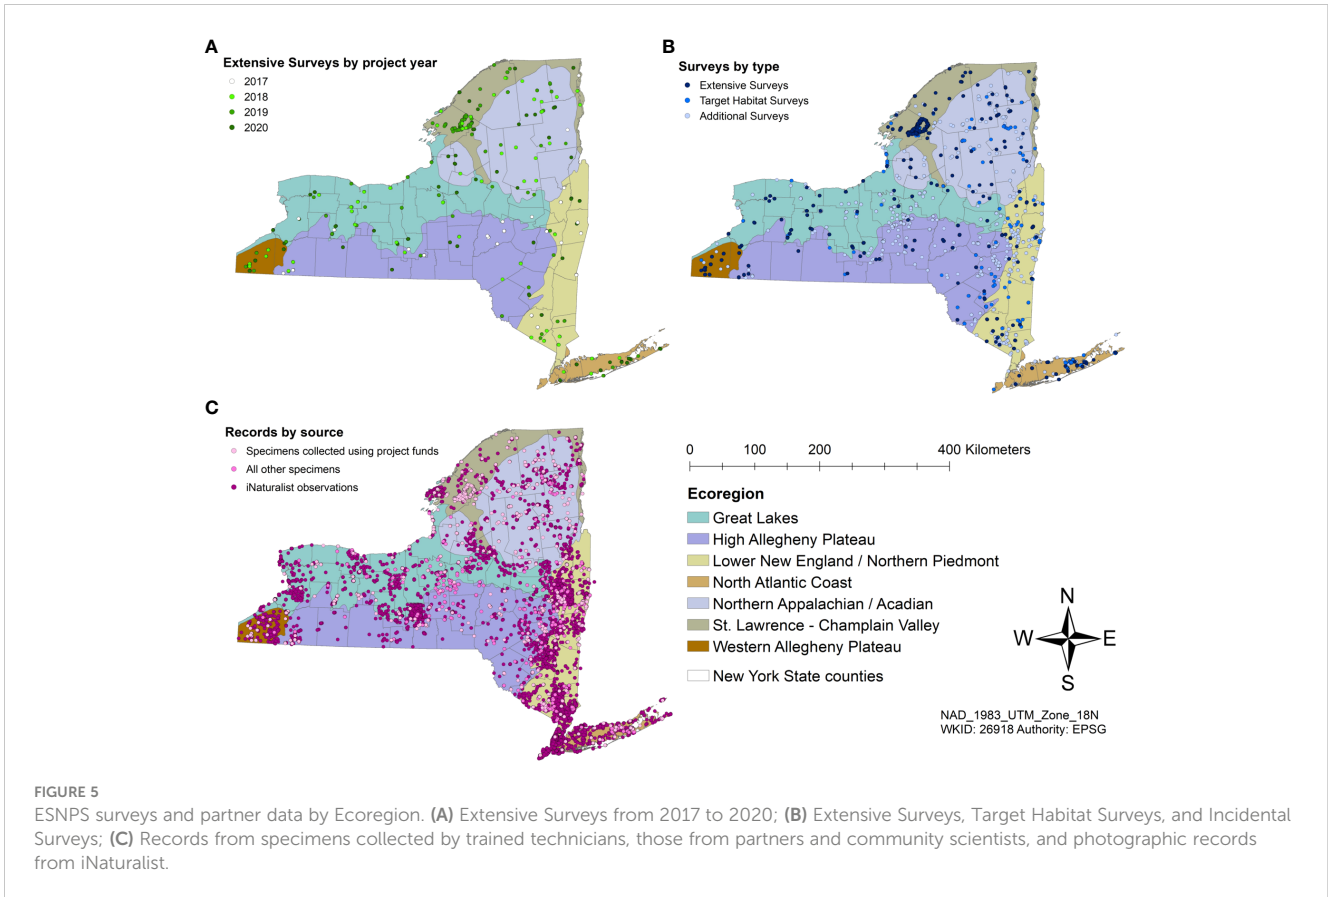 A
Extensive Surveys by project year
2017
2018
2019
2020
B
Surveys by type
Extensive Surveys
Target Habitat Surveys
Additional Surveys
C
Records by source
Specimens collected using project funds
All other specimens
iNaturalist observations
0 100 200 400 Kilometers
Ecoregion
Great Lakes
High Allegheny Plateau
Lower New England / Northern Piedmont
North Atlantic Coast
Northern Appalachian / Acadian
St. Lawrence - Champlain Valley
Western Allegheny Plateau
New York State counties
N
W E
S
NAD_1983_UTM_Zone_18N
WKID: 26918 Authority: EPSG
FIGURE 5
ESNPS surveys and partner data by Ecoregion. (A) Extensive Surveys from 2017 to 2020; (B) Extensive Surveys, Target Habitat Surveys, and Incidental
Surveys; (C) Records from specimens collected by trained technicians, those from partners and community scientists, and photographic records
from iNaturalist.